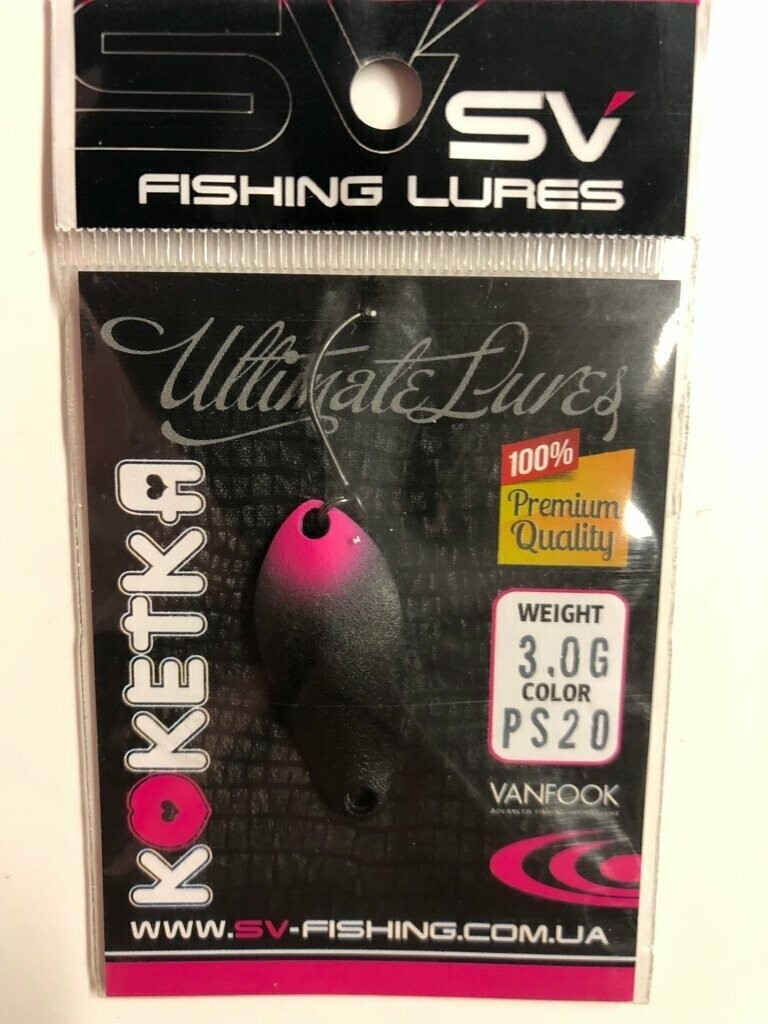 SV
SV
FISHING LURES
Ultimate Lures
100%
Premium
Quality
KOKETKA
WEIGHT
3.0G
COLOR
PS20
VANFOOK
WWW.SV-FISHING.COM.UA